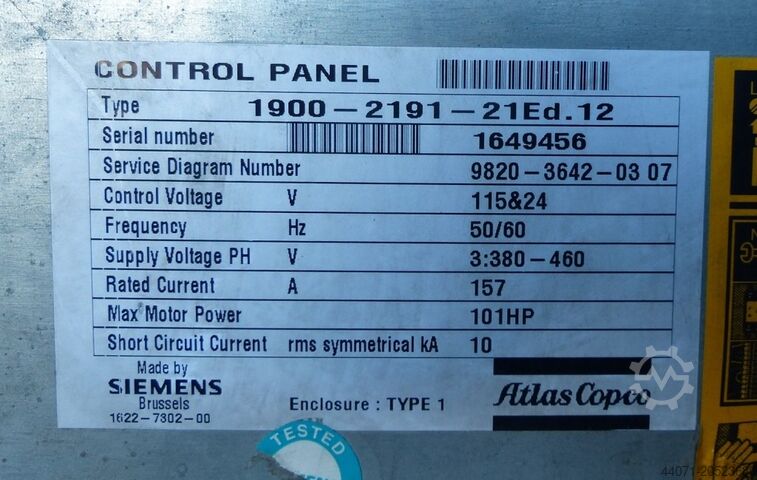 CONTROL PANEL
Type 1900-2191-21Ed.12
Serial number 1649456
Service Diagram Number 9820-3642-03 07
Control Voltage V 115&24
Frequency Hz 50/60
Supply Voltage PH V 3:380-460
Rated Current A 157
Max Motor Power 101HP
Short Circuit Current rms symmetrical kA 10
Made by
SIEMENS
Brussels
1622-7302-00
Enclosure : TYPE 1
Atlas Copco
TESTED